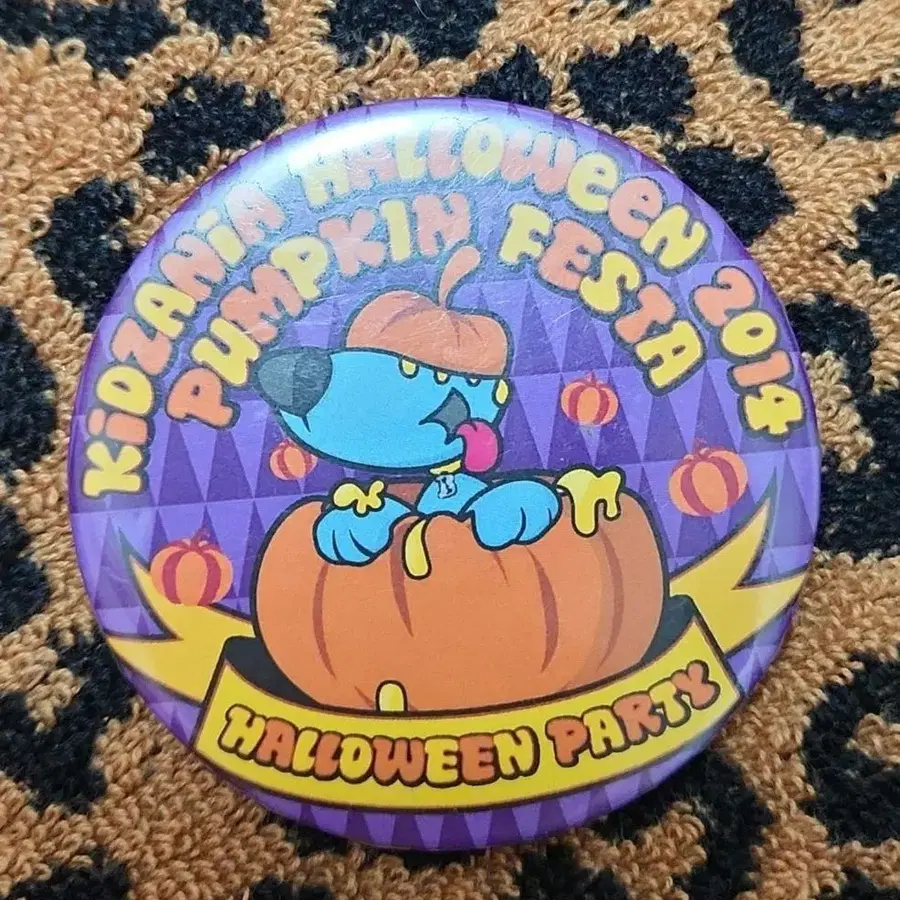 KiDZANiA HALLOWeeN 2014
PUMPKIN FESTA
HALLOWEEN PARTY